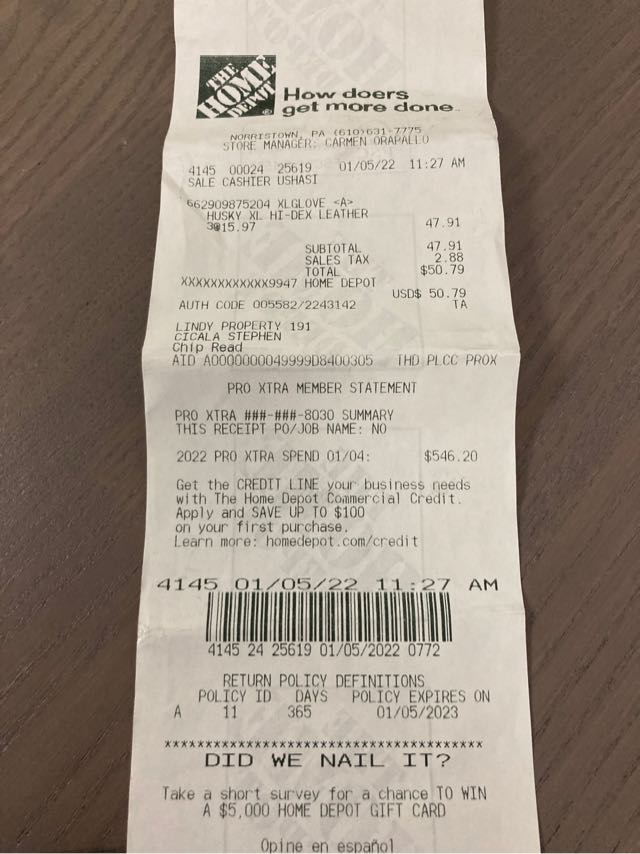 THE
HOME
DEPOT
How doers
get more done.
NORRISTOWN, PA (610)631-7775
STORE MANAGER: CARMEN ORAPALLO
4145 00024 25619 01/05/22 11:27 AM
SALE CASHIER USHASI
662909875204 XLGLOVE <A>
HUSKY XL HI-DEX LEATHER
3@15.97 47.91
SUBTOTAL 47.91
SALES TAX 2.88
TOTAL $50.79
XXXXXXXXXXXX9947 HOME DEPOT
USD$ 50.79
AUTH CODE 005582/2243142 TA
LINDY PROPERTY 191
CICALA STEPHEN
Chip Read
AID A0000000049999D8400305 THD PLCC PROX
PRO XTRA MEMBER STATEMENT
PRO XTRA ###-###-8030 SUMMARY
THIS RECEIPT PO/JOB NAME: NO
2022 PRO XTRA SPEND 01/04: $546.20
Get the CREDIT LINE your business needs
with The Home Depot Commercial Credit.
Apply and SAVE UP TO $100
on your first purchase.
Learn more: homedepot.com/credit
4145 01/05/22 11:27 AM
4145 24 25619 01/05/2022 0772
RETURN POLICY DEFINITIONS
POLICY ID DAYS POLICY EXPIRES ON
A 11 365 01/05/2023
****************************************
DID WE NAIL IT?
Take a short survey for a chance TO WIN
A $5,000 HOME DEPOT GIFT CARD
Opine en español